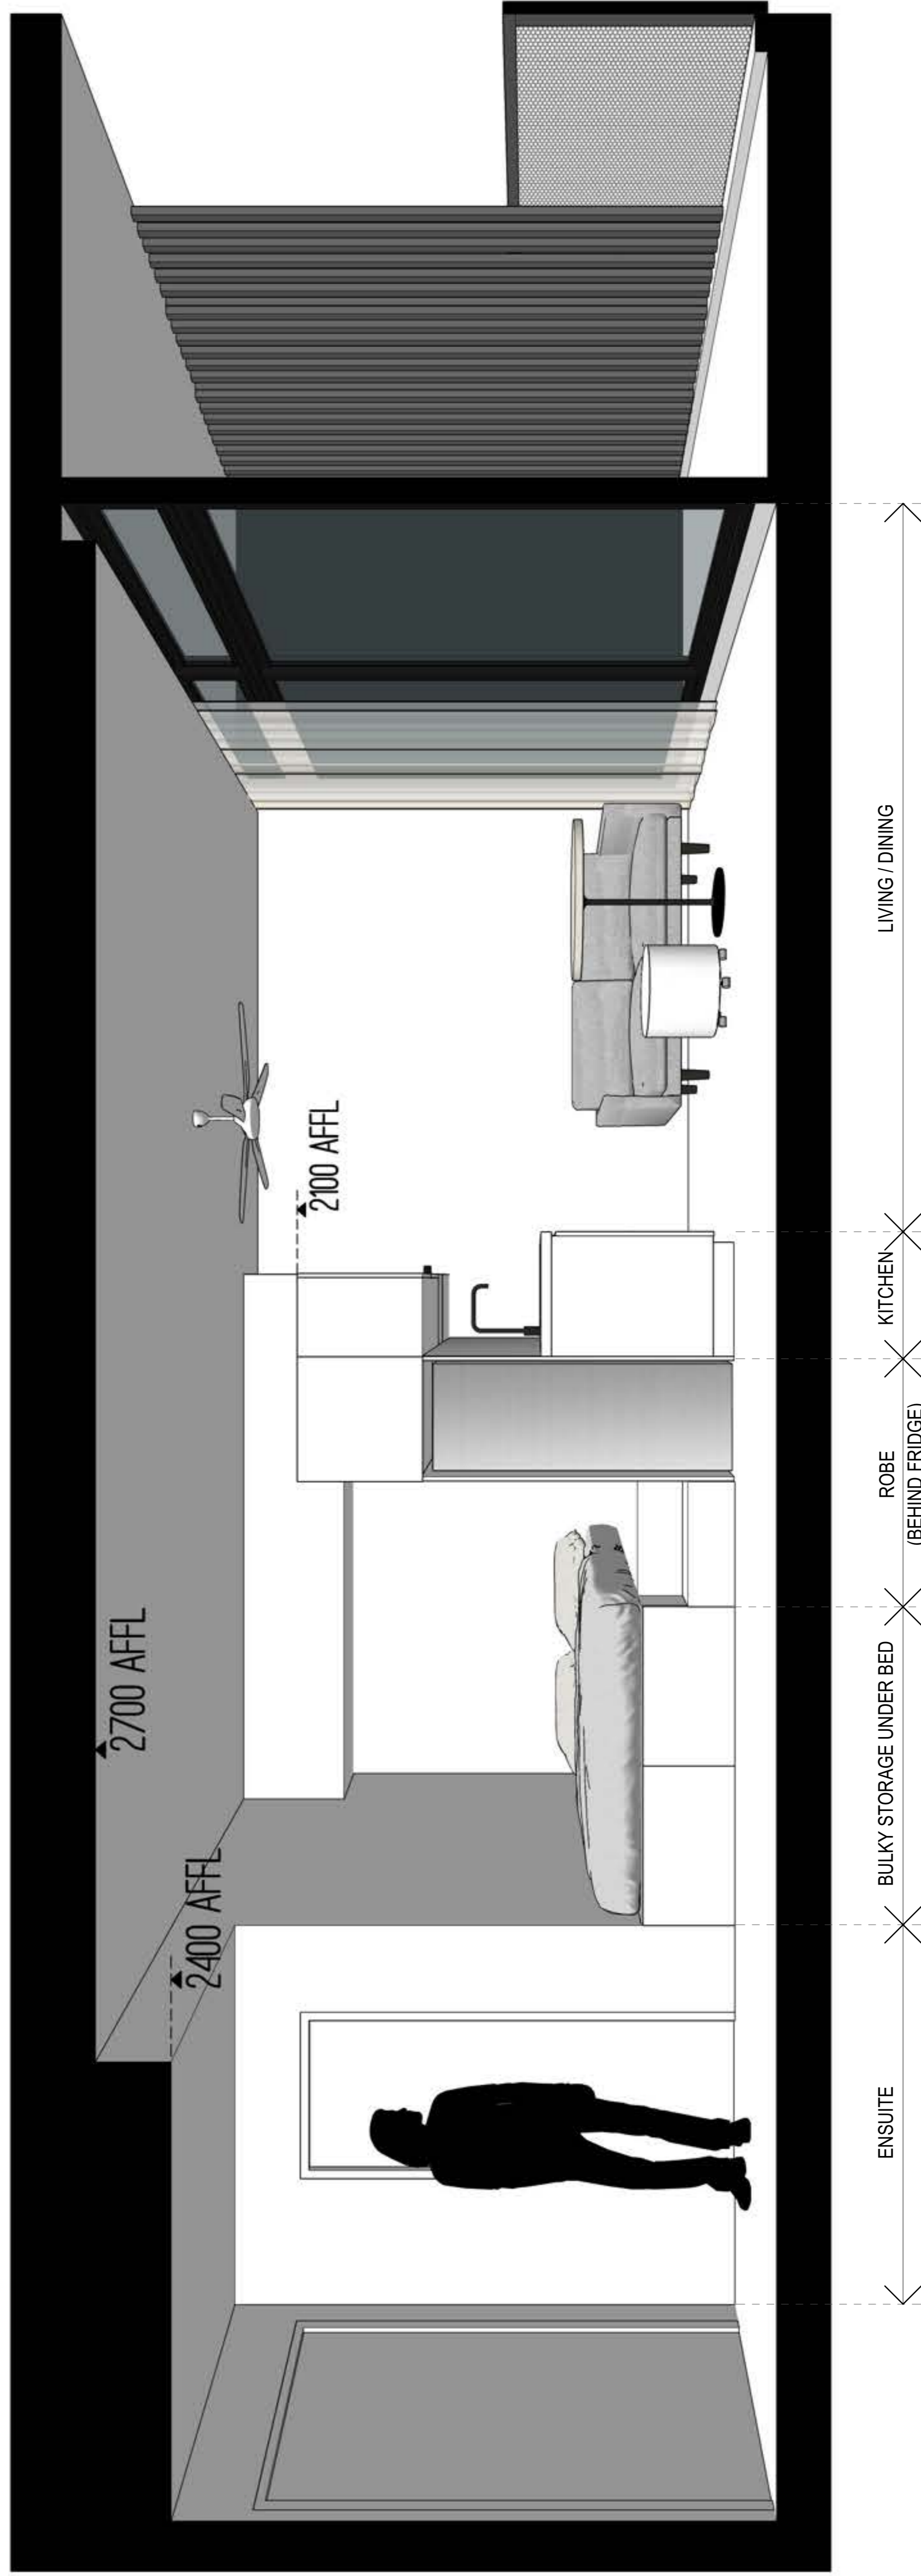 2400 AFFL
2700 AFFL
2100 AFFL
ENSUITE
BULKY STORAGE UNDER BED
ROBE
(BEHIND FRIDGE)
KITCHEN
LIVING / DINING